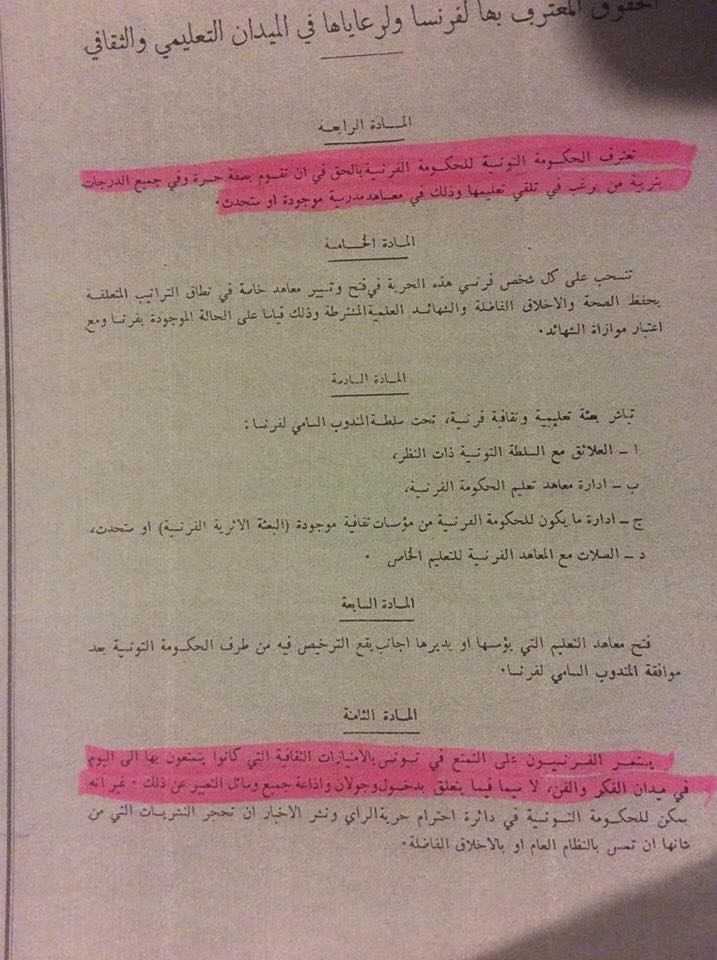 الحقوق المعترف بها لفرنسا ولرعاياها في الميدان التعليمي والثقافي
المادة الرابعة
تعترف الحكومة التونسية للحكومة الفرنسية بالحق في ان تقوم بصفة حرة وفي جميع الدرجات
بتربية من رغب في تلقي تعليمها وذلك في معاهد مدرسية موجودة او ستحدث.
المادة الخامسة
تنسحب على كل شخص فرنسي هذه الحرية في فتح وتسيير معاهد خاصة في نطاق التراتيب المتعلقة
بحفظ الصحة والاخلاق الفاضلة والشهائد العلمية المشترطة وذلك قياسا على الحالة الموجودة بفرنسا ومع
اعتبار موازاة الشهائد.
المادة السادسة
تباشر بعثة تعليمية وثقافية فرنسية، تحت سلطة المندوب السامي لفرنسا :
ا ـ العلائق مع السلطة التونسية ذات النظر،
ب ـ ادارة معاهد تعليم الحكومة الفرنسية،
ج ـ ادارة ما يكون للحكومة الفرنسية من مؤسسات ثقافية موجودة (البعثة الاثرية الفرنسية) او ستحدث،
د ـ الصلات مع المعاهد الفرنسية للتعليم الخاص .
المادة السابعة
فتح معاهد التعليم التي يؤسسها او يديرها اجانب يقع الترخيص فيه من طرف الحكومة التونسية بعد
موافقة المندوب السامي لفرنسا.
المادة الثامنة
يستمر الفرنسيون على التمتع في تونس بالامتيازات الثقافية التي كانوا يتمتعون بها الى اليوم
في ميدان الفكر والفن، لا سيما فيما يتعلق بدخول وجولان واذاعة جميع وسائل التعبير عن ذلك . غير انه
يمكن للحكومة التونسية في دائرة احترام حرية الراي ونشر الاخبار ان تحجر النشريات التي من
شانها ان تمس بالنظام العام او بالاخلاق الفاضلة.